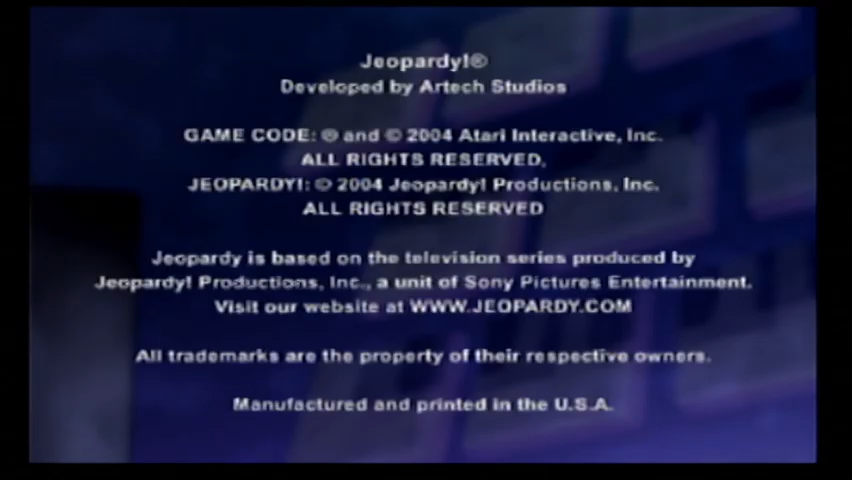 Jeopardy!®
Developed by Artech Studios
GAME CODE: ® and © 2004 Atari Interactive, Inc.
ALL RIGHTS RESERVED.
JEOPARDY!: © 2004 Jeopardy! Productions, Inc.
ALL RIGHTS RESERVED
Jeopardy is based on the television series produced by
Jeopardy! Productions, Inc., a unit of Sony Pictures Entertainment.
Visit our website at WWW.JEOPARDY.COM
All trademarks are the property of their respective owners.
Manufactured and printed in the U.S.A.